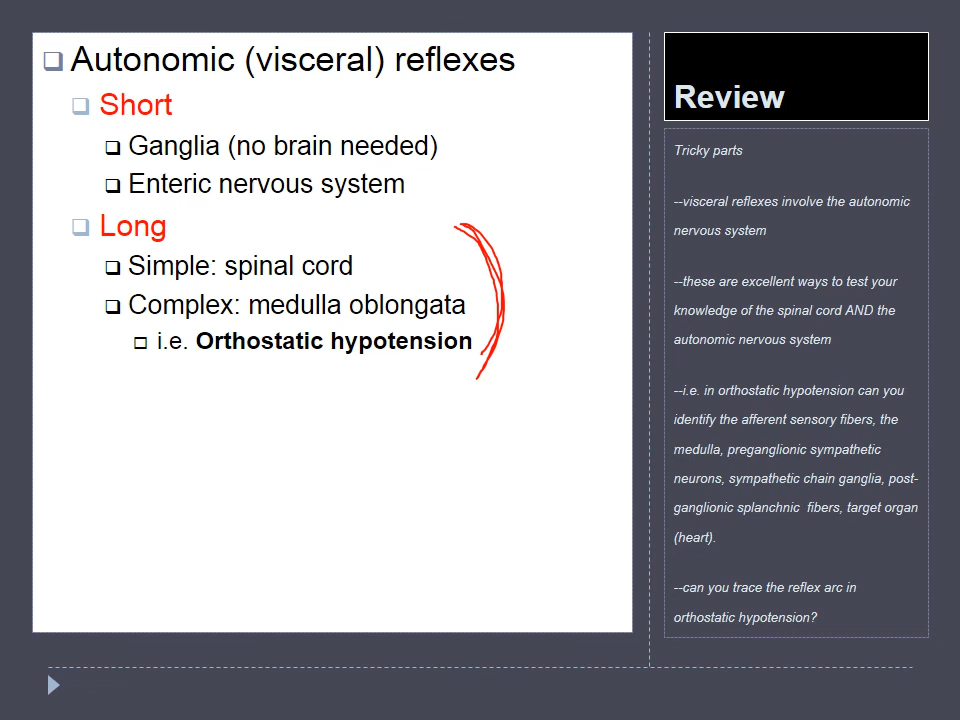 Autonomic (visceral) reflexes
Short
Ganglia (no brain needed)
Enteric nervous system
Long
Simple: spinal cord
Complex: medulla oblongata
i.e. Orthostatic hypotension
Review
Tricky parts
--visceral reflexes involve the autonomic
nervous system
--these are excellent ways to test your
knowledge of the spinal cord AND the
autonomic nervous system
--i.e. in orthostatic hypotension can you
identify the afferent sensory fibers, the
medulla, preganglionic sympathetic
neurons, sympathetic chain ganglia, post-
ganglionic splanchnic fibers, target organ
(heart).
--can you trace the reflex arc in
orthostatic hypotension?